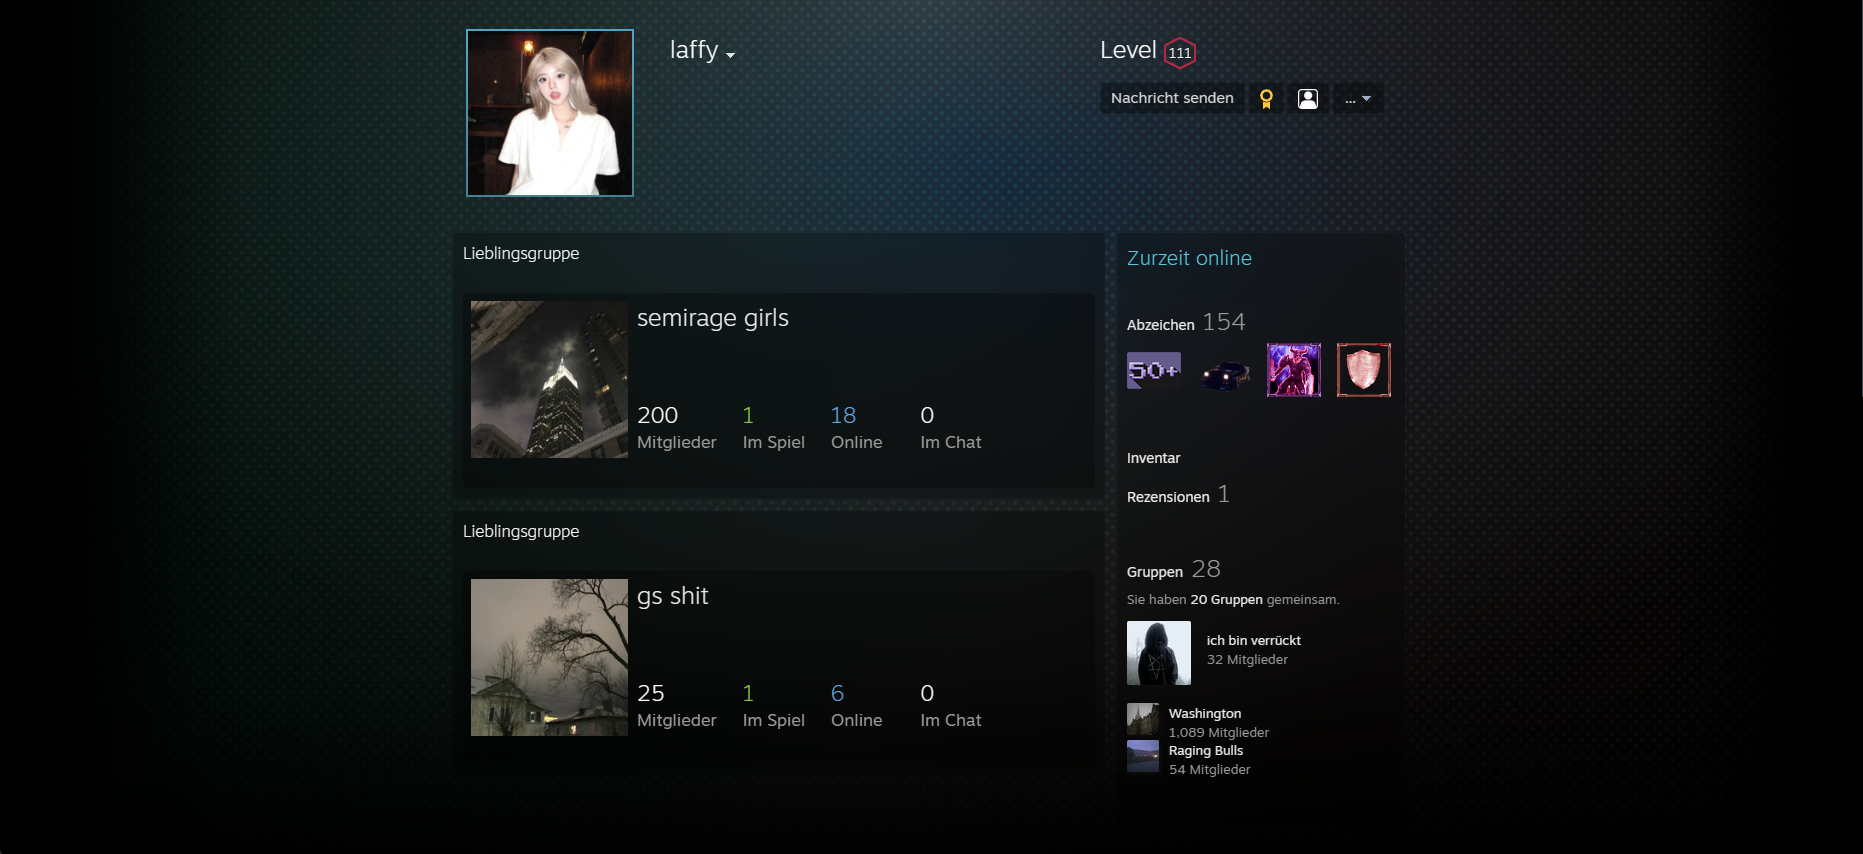 laffy
Level 111
Nachricht senden
...
Lieblingsgruppe
semirage girls
200 1 18 0
Mitglieder Im Spiel Online Im Chat
Lieblingsgruppe
gs shit
25 1 6 0
Mitglieder Im Spiel Online Im Chat
Zurzeit online
Abzeichen 154
50+
Inventar
Rezensionen 1
Gruppen 28
Sie haben 20 Gruppen gemeinsam.
ich bin verrückt
32 Mitglieder
Washington
1,089 Mitglieder
Raging Bulls
54 Mitglieder